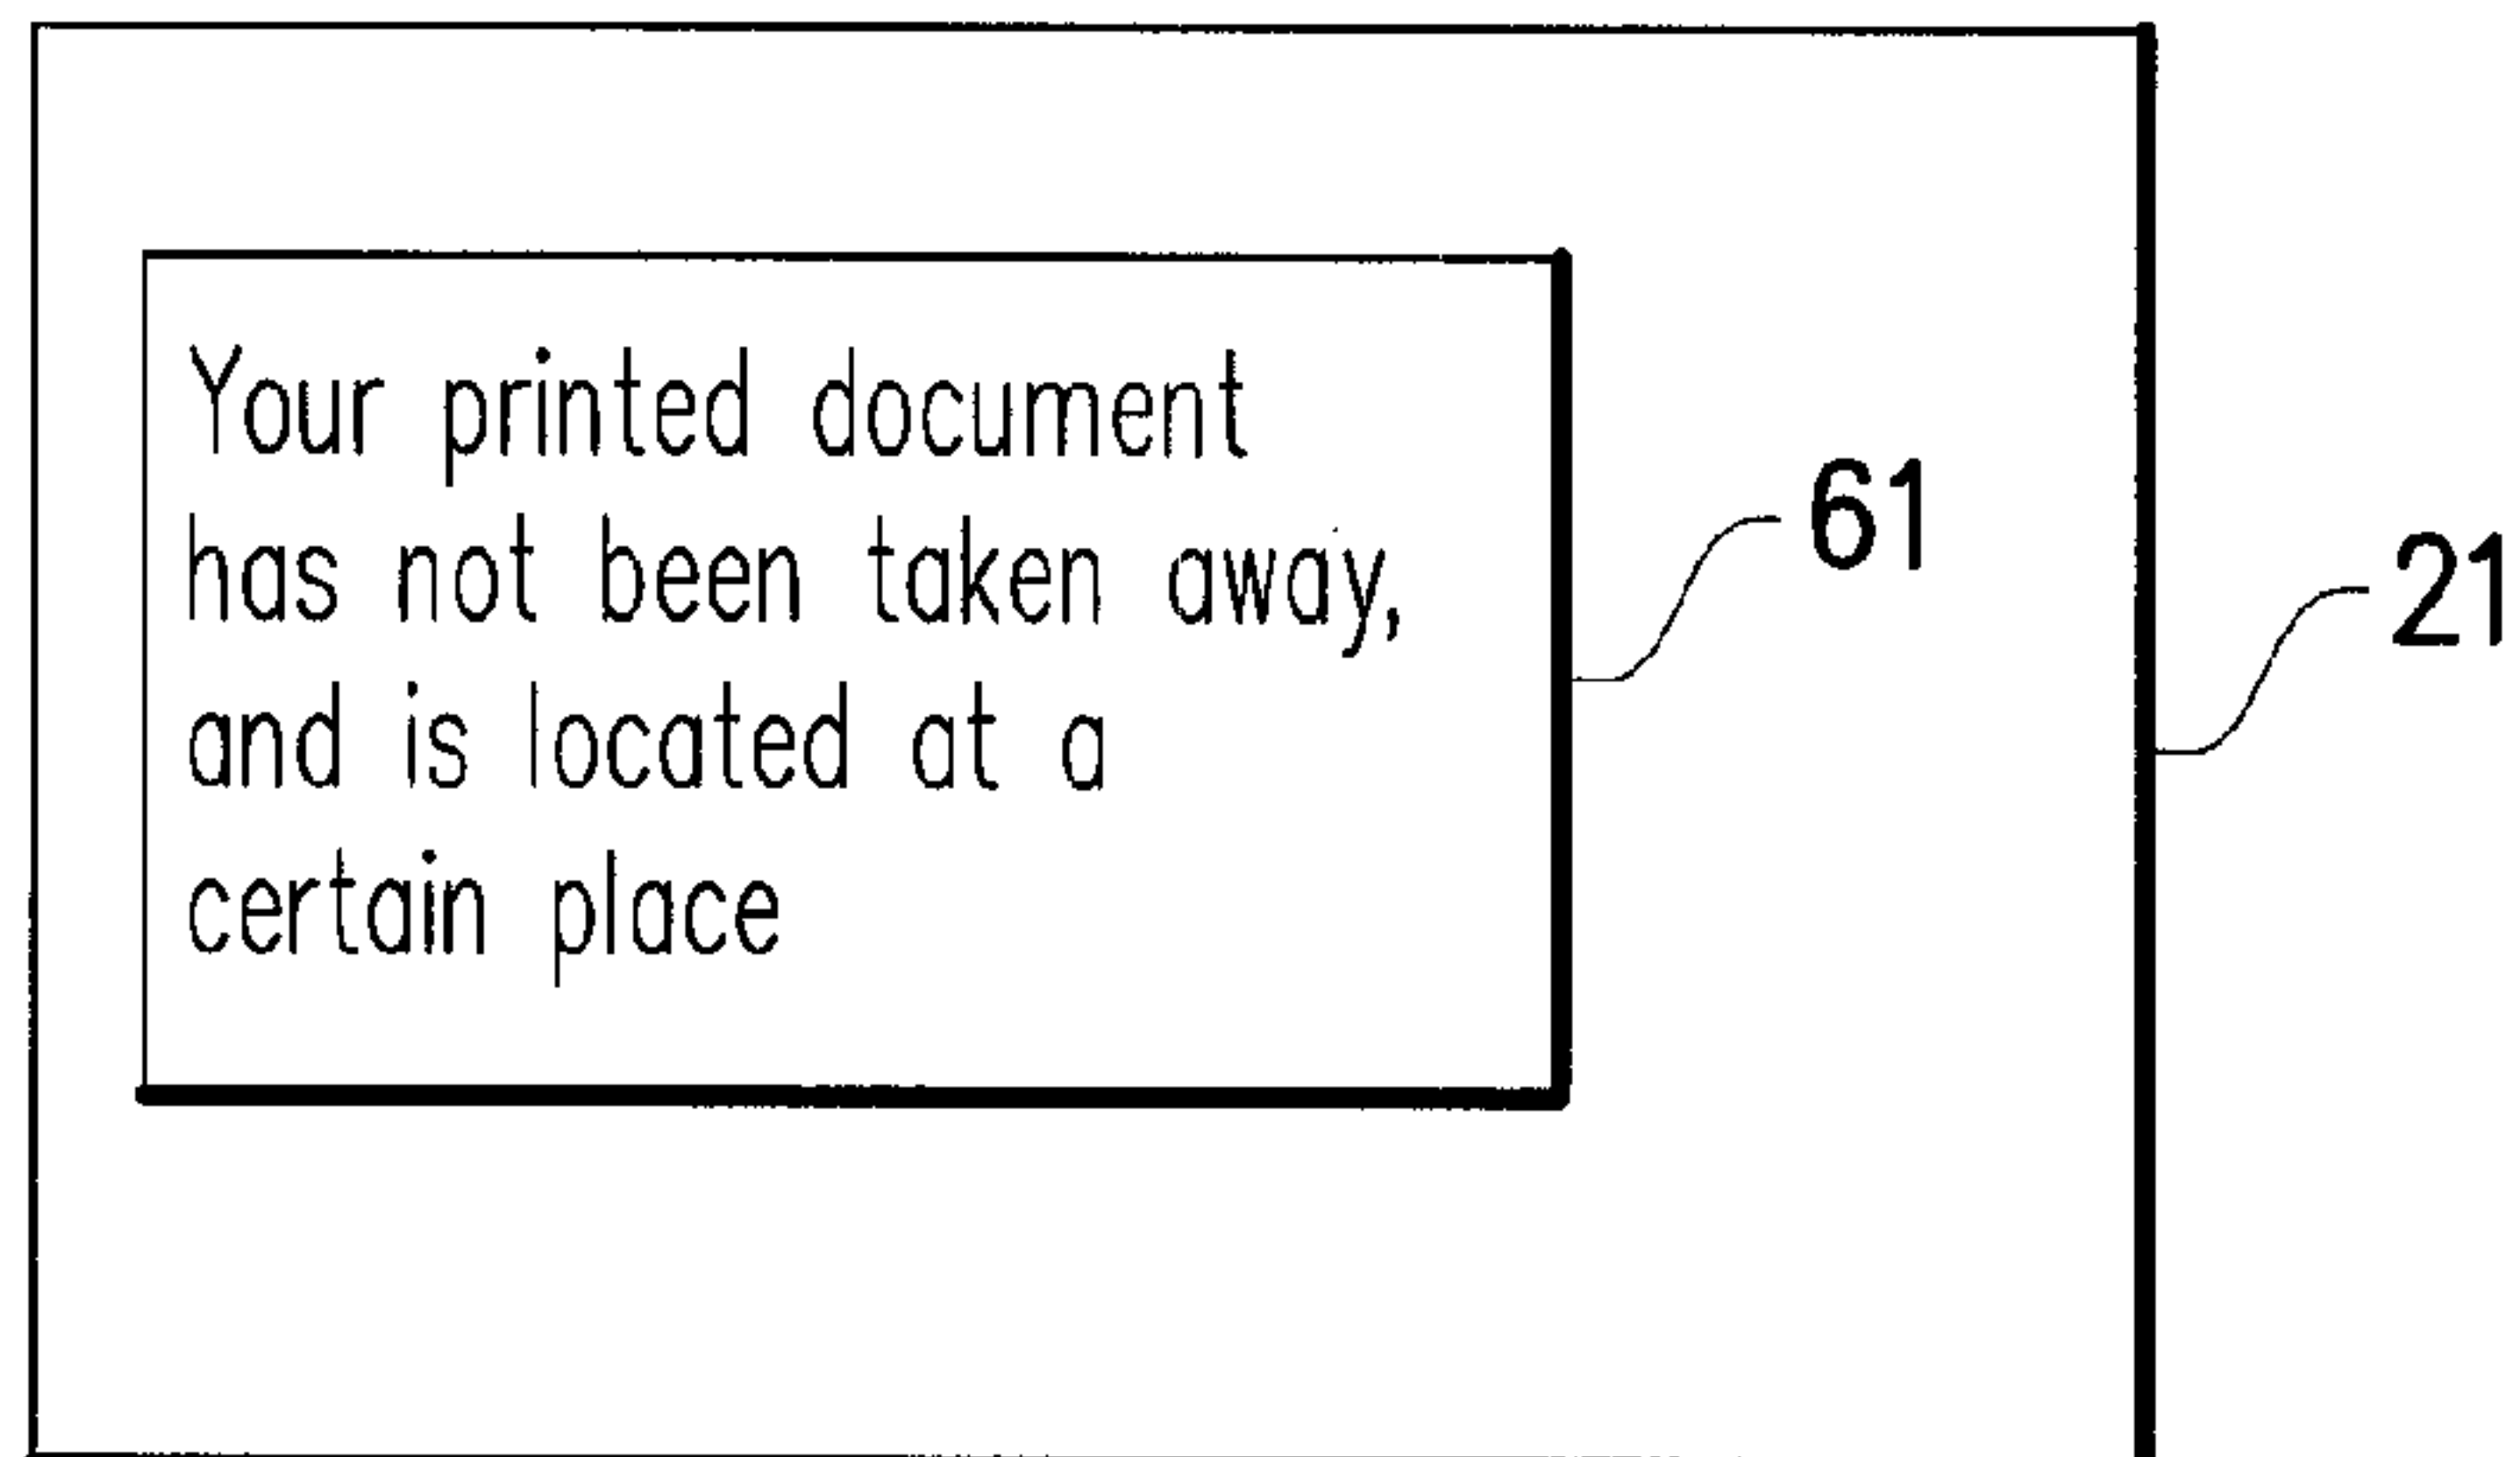 Your printed document
has not been taken away,
and is located at a
certain place
61
21